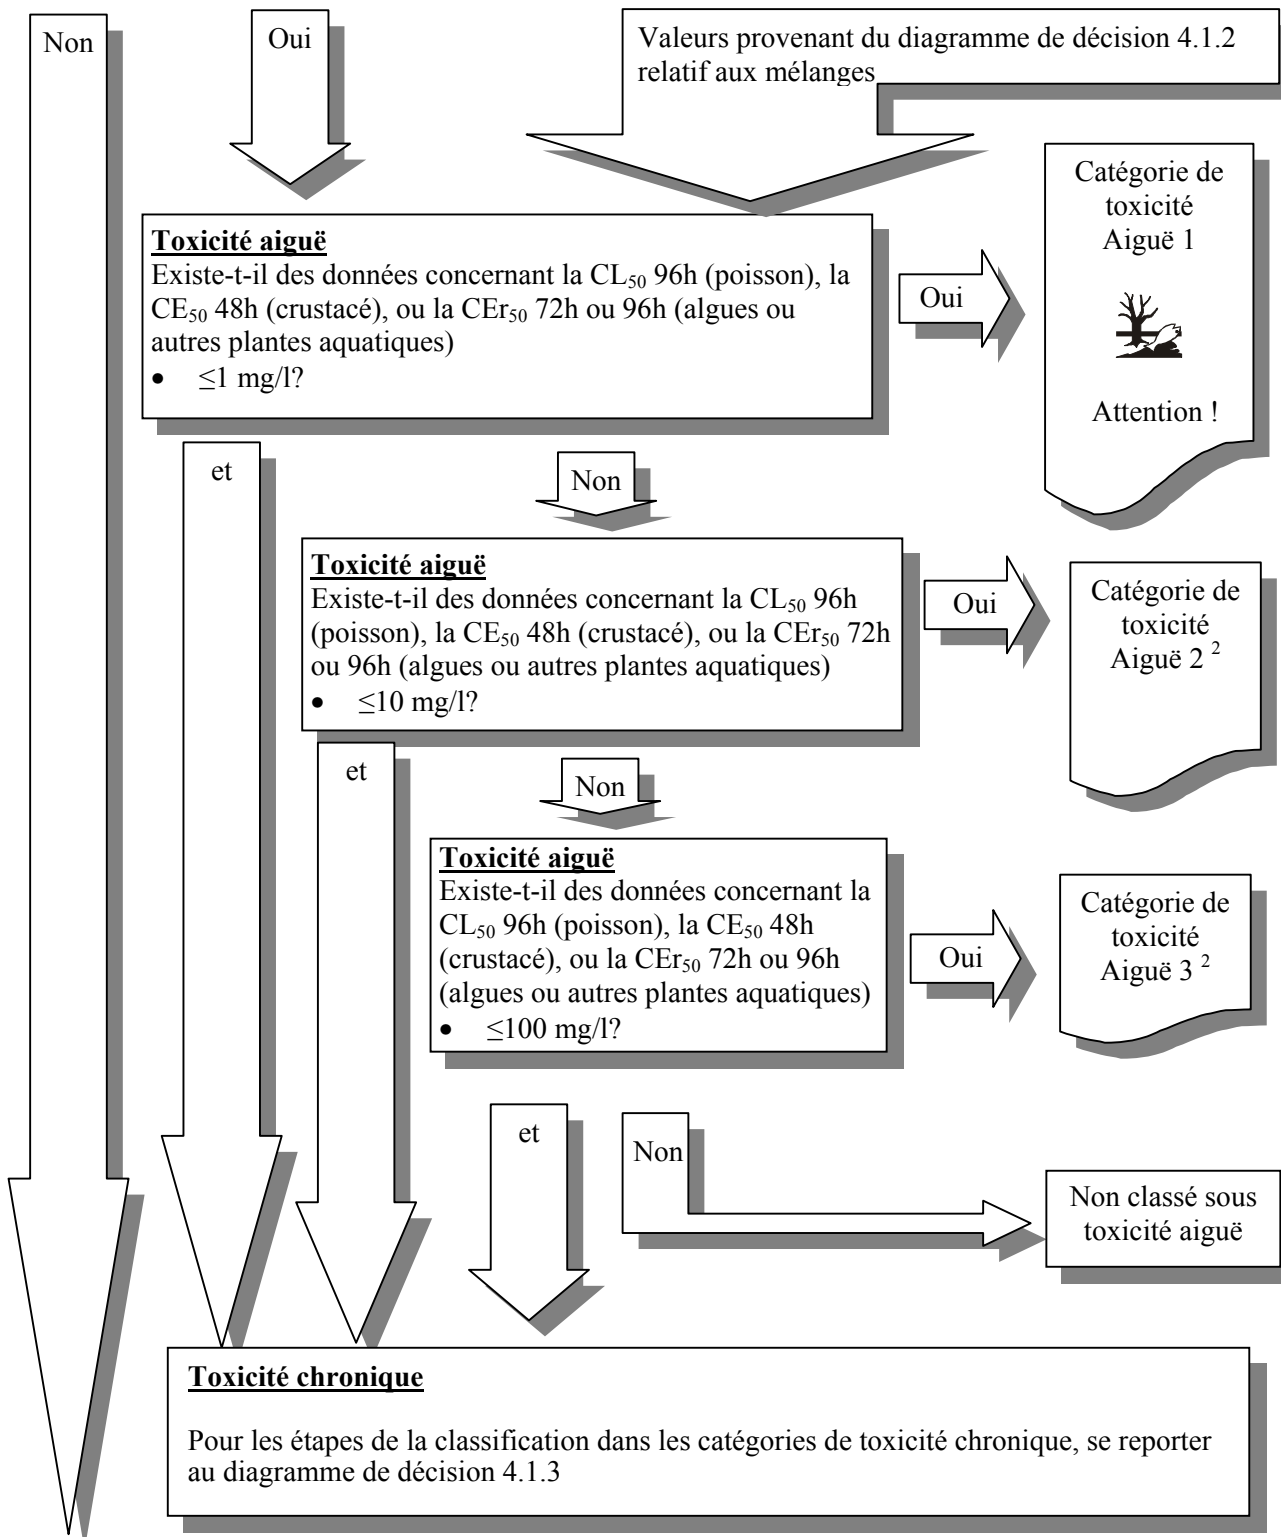 Non
Oui
Valeurs provenant du diagramme de décision 4.1.2
relatif aux mélanges
Toxicité aiguë
Existe-t-il des données concernant la CL50 96h (poisson), la
CE50 48h (crustacé), ou la CEr50 72h ou 96h (algues ou
autres plantes aquatiques)
• ≤1 mg/l?
Oui
Catégorie de
toxicité
Aiguë 1
Attention !
et
Non
Toxicité aiguë
Existe-t-il des données concernant la CL50 96h
(poisson), la CE50 48h (crustacé), ou la CEr50 72h
ou 96h (algues ou autres plantes aquatiques)
• ≤10 mg/l?
Oui
Catégorie de
toxicité
Aiguë 2 2
et
Non
Toxicité aiguë
Existe-t-il des données concernant la
CL50 96h (poisson), la CE50 48h
(crustacé), ou la CEr50 72h ou 96h
(algues ou autres plantes aquatiques)
• ≤100 mg/l?
Oui
Catégorie de
toxicité
Aiguë 3 2
et
Non
Non classé sous
toxicité aiguë
Toxicité chronique
Pour les étapes de la classification dans les catégories de toxicité chronique, se reporter
au diagramme de décision 4.1.3